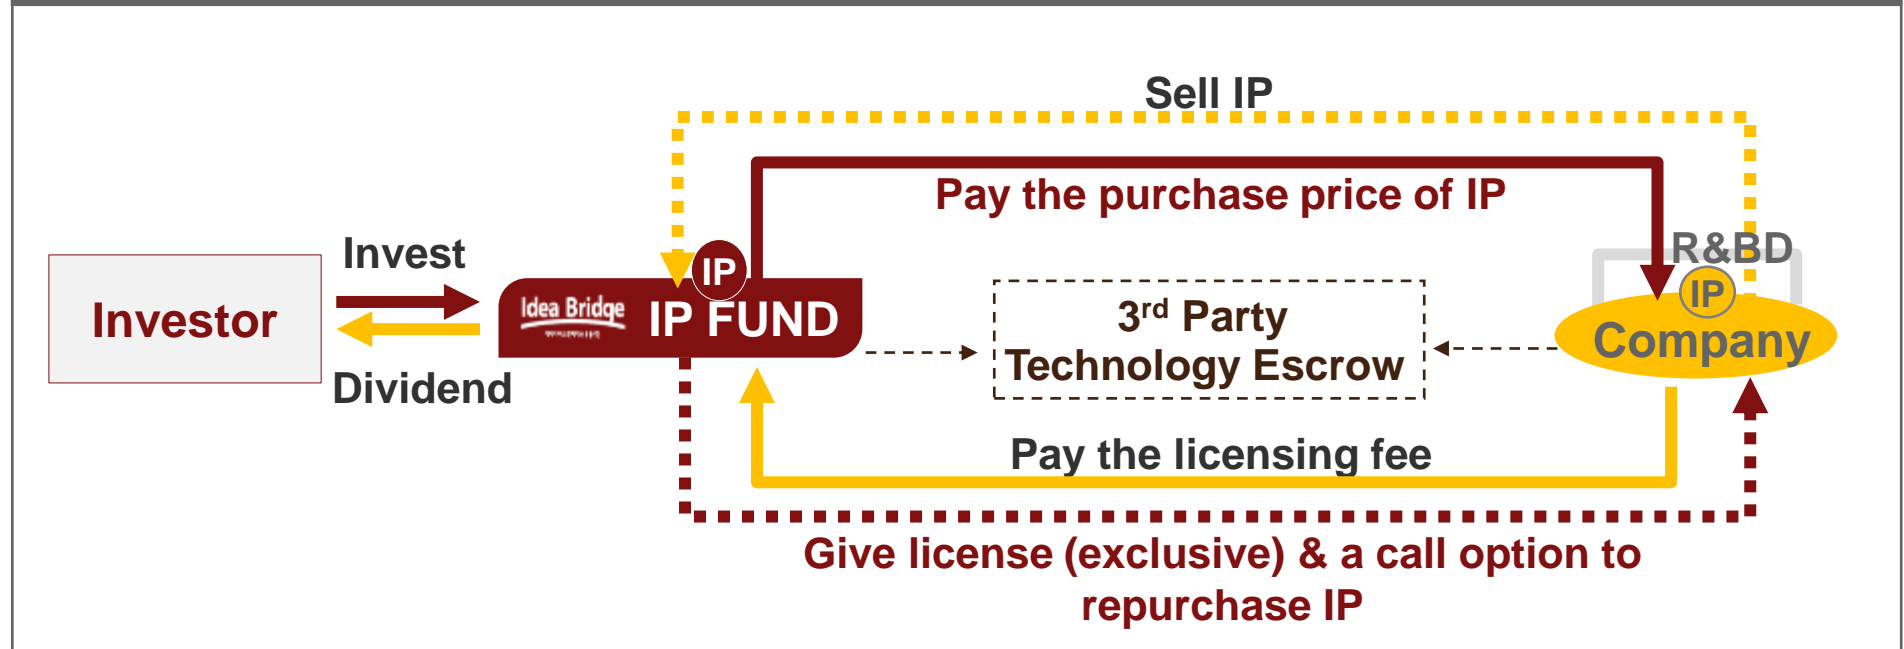 Sell IP
Pay the purchase price of IP
R&BD
Invest
IP
IP
Investor
Idea Bridge
IP FUND
3rd Party
Technology Escrow
Company
Dividend
Pay the licensing fee
Give license (exclusive) & a call option to
repurchase IP